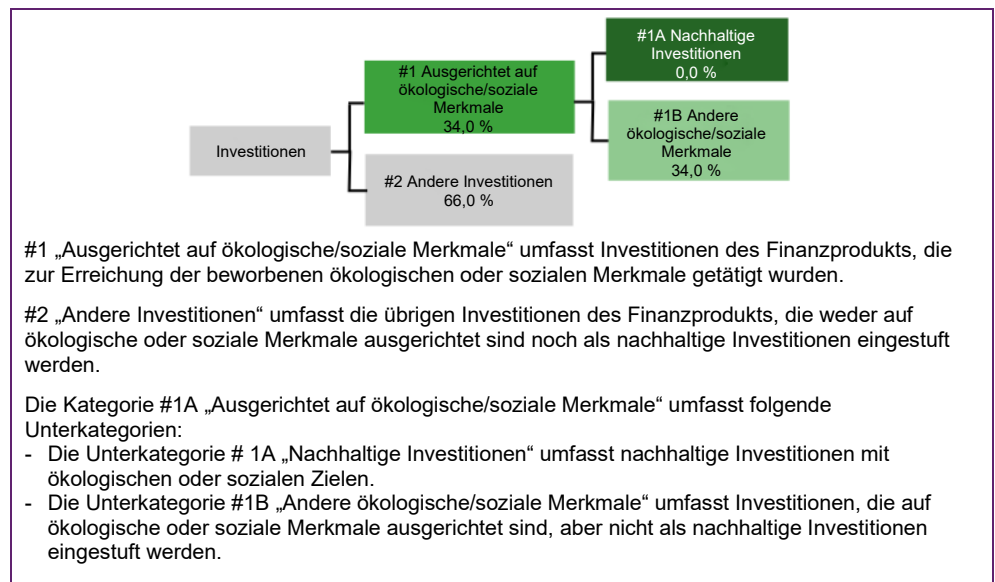 #1A Nachhaltige
Investitionen
0,0 %
#1 Ausgerichtet auf
ökologische/soziale
Merkmale
34,0 %
#1B Andere
ökologische/soziale
Merkmale
34,0 %
Investitionen
#2 Andere Investitionen
66,0 %
#1 „Ausgerichtet auf ökologische/soziale Merkmale“ umfasst Investitionen des Finanzprodukts, die
zur Erreichung der beworbenen ökologischen oder sozialen Merkmale getätigt wurden.
#2 „Andere Investitionen“ umfasst die übrigen Investitionen des Finanzprodukts, die weder auf
ökologische oder soziale Merkmale ausgerichtet sind noch als nachhaltige Investitionen eingestuft
werden.
Die Kategorie #1A „Ausgerichtet auf ökologische/soziale Merkmale“ umfasst folgende
Unterkategorien:
- Die Unterkategorie # 1A „Nachhaltige Investitionen“ umfasst nachhaltige Investitionen mit
ökologischen oder sozialen Zielen.
- Die Unterkategorie #1B „Andere ökologische/soziale Merkmale“ umfasst Investitionen, die auf
ökologische oder soziale Merkmale ausgerichtet sind, aber nicht als nachhaltige Investitionen
eingestuft werden.